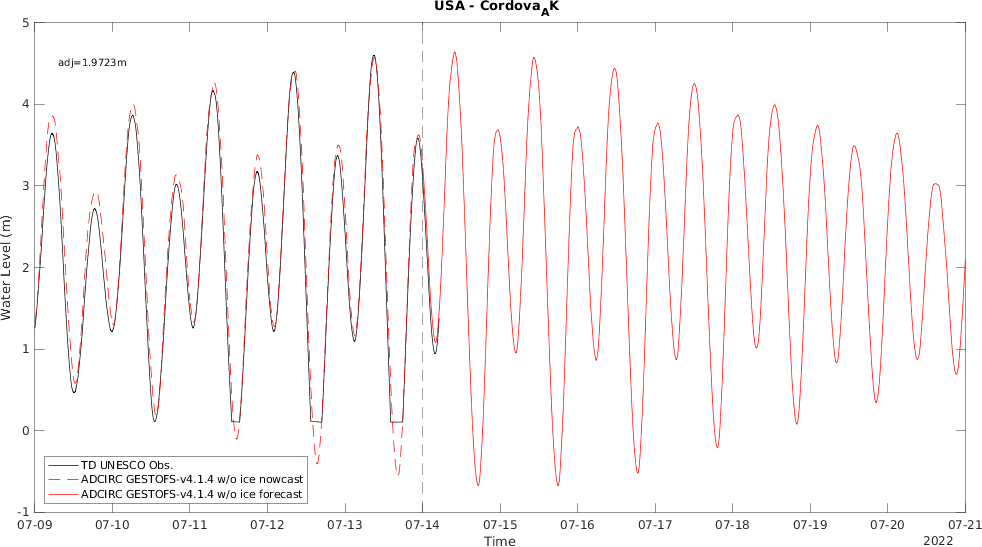 USA - Cordova_AK
5
adj=1.9723m
4
3
2
1
0
-1
Water Level (m)
TD UNESCO Obs.
ADCIRC GESTOFS-v4.1.4 w/o ice nowcast
ADCIRC GESTOFS-v4.1.4 w/o ice forecast
07-09 07-10 07-11 07-12 07-13 07-14 07-15 07-16 07-17 07-18 07-19 07-20 07-21
Time
2022